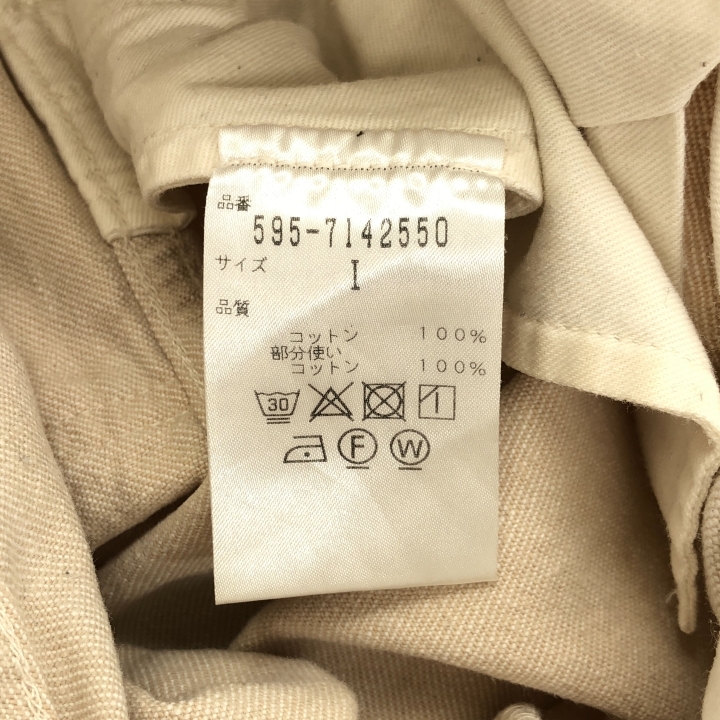 品番
595-7142550
サイズ I
品質
コットン 100%
部分使い
コットン 100%
30
F W